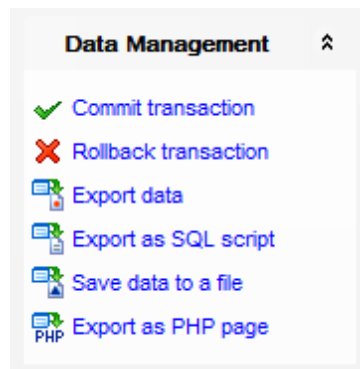 Data Management
Commit transaction
Rollback transaction
Export data
Export as SQL script
Save data to a file
PHP Export as PHP page